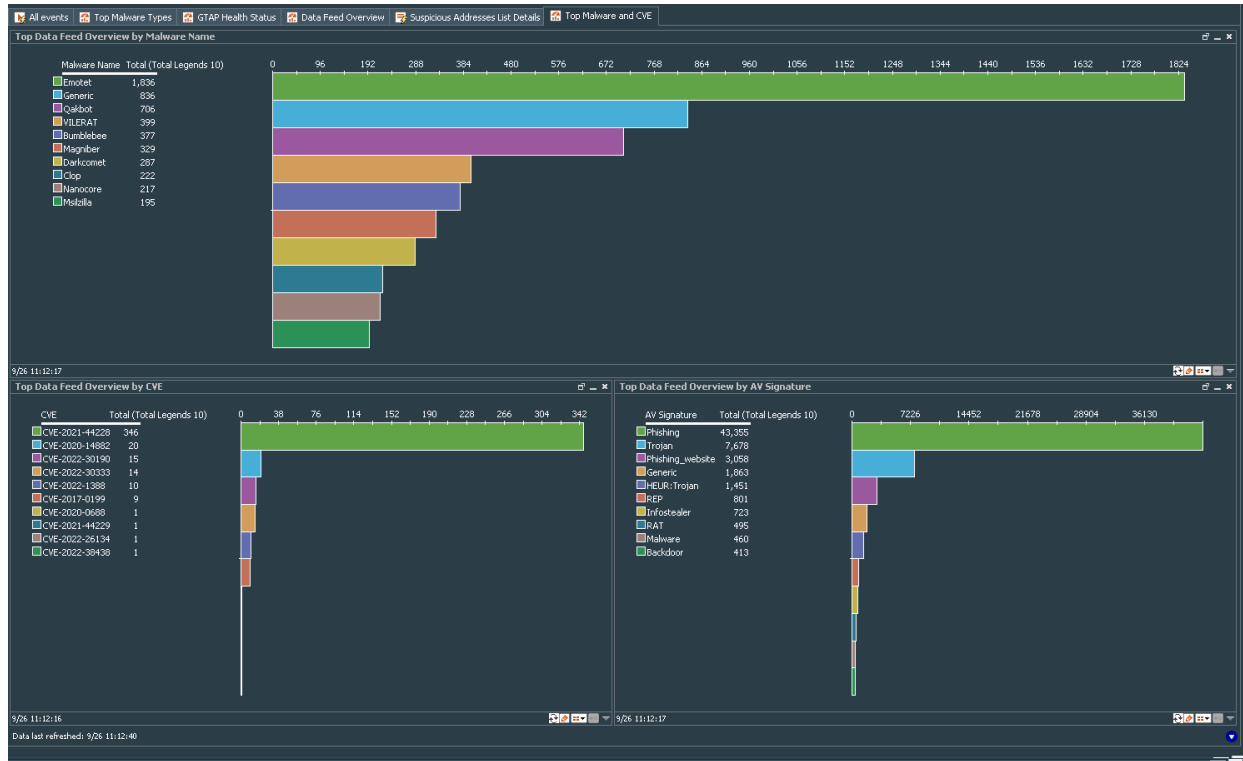 All events Top Malware Types GTAP Health Status Data Feed Overview Suspicious Addresses List Details Top Malware and CVE
Top Data Feed Overview by Malware Name
Malware Name Total (Total Legends 10)
0 96 192 288 384 480 576 672 768 864 960 1056 1152 1248 1344 1440 1536 1632 1728 1824
Emotet 1,836
Generic 836
Qakbot 706
VILERAT 399
Bumblebee 377
Magniber 329
Darkcomet 287
Clop 222
Nanocore 217
Msilzilla 195
9/26 11:12:17
Top Data Feed Overview by CVE
CVE Total (Total Legends 10)
0 38 76 114 152 190 228 266 304 342
CVE-2021-44228 346
CVE-2020-14882 20
CVE-2022-30190 15
CVE-2022-30333 14
CVE-2022-1388 10
CVE-2017-0199 9
CVE-2020-0688 1
CVE-2021-44229 1
CVE-2022-26134 1
CVE-2022-38438 1
9/26 11:12:16
Top Data Feed Overview by AV Signature
AV Signature Total (Total Legends 10)
0 7226 14452 21678 28904 36130
Phishing 43,355
Trojan 7,678
Phishing_website 3,058
Generic 1,863
HEUR:Trojan 1,451
REP 801
Infostealer 723
RAT 495
Malware 460
Backdoor 413
9/26 11:12:17
Data last refreshed: 9/26 11:12:40